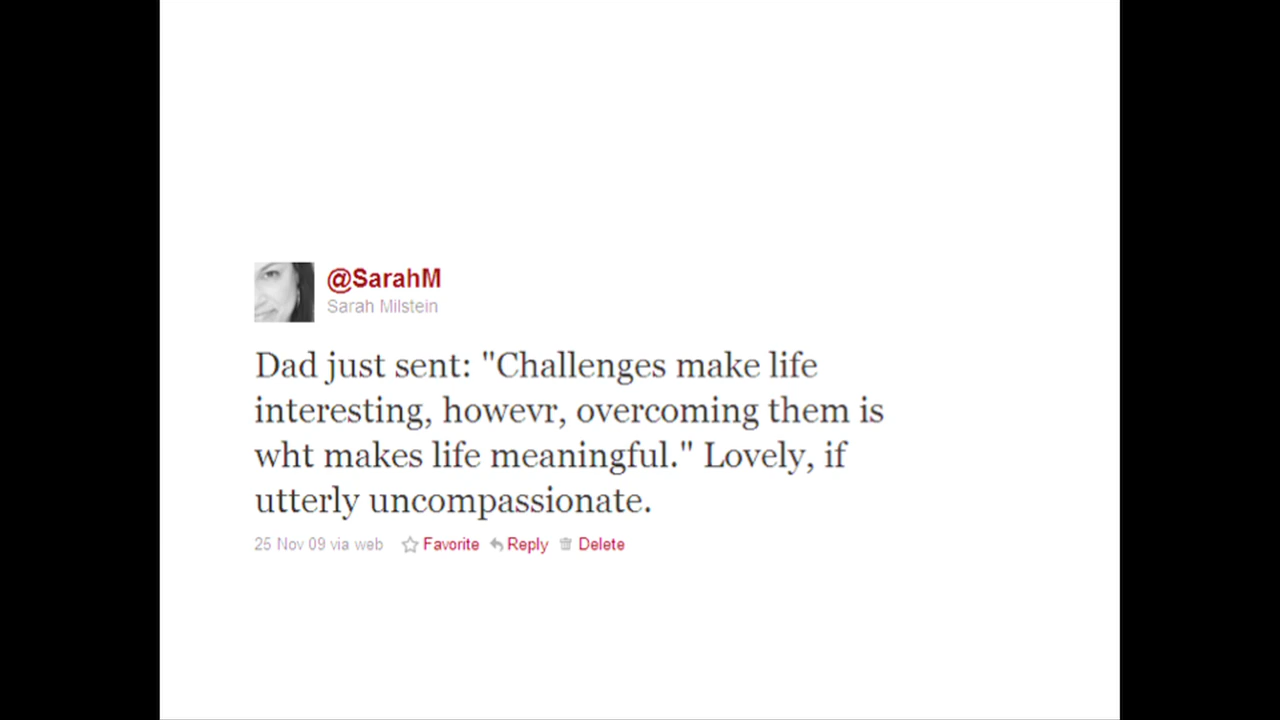 @SarahM
Sarah Milstein
Dad just sent: "Challenges make life
interesting, howevr, overcoming them is
wht makes life meaningful." Lovely, if
utterly uncompassionate.
25 Nov 09 via web Favorite Reply Delete